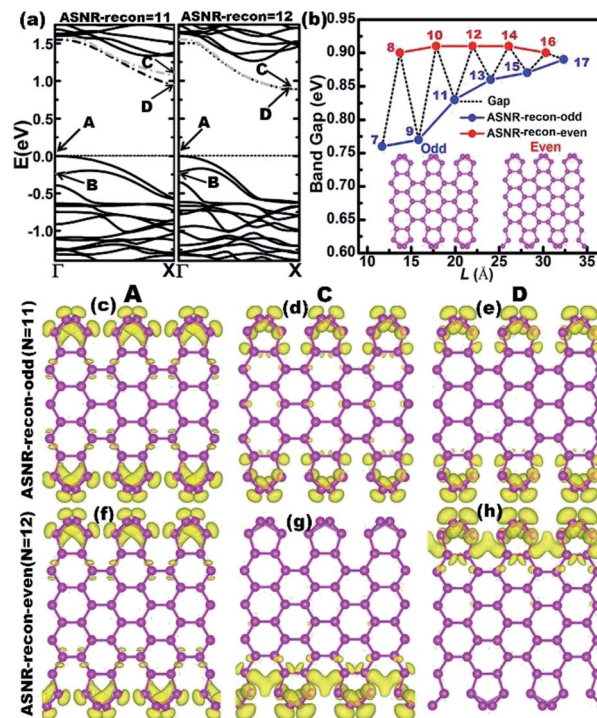 (a) ASNR-recon=11 ASNR-recon=12
1.5
1.0
0.5
0.0
-0.5
-1.0
E(eV)
A
B
C
D
A
B
C
D
Γ X Γ X
(b)
0.95
0.90
0.85
0.80
0.75
0.70
0.65
0.60
Band Gap (eV)
8 10 12 14 16
7 9 11 13 15 17
Gap
ASNR-recon-odd
ASNR-recon-even
Odd Even
10 15 20 25 30 35
L (Å)
A C D
ASNR-recon-odd(N=11)
(c) (d) (e)
ASNR-recon-even(N=12)
(f) (g) (h)